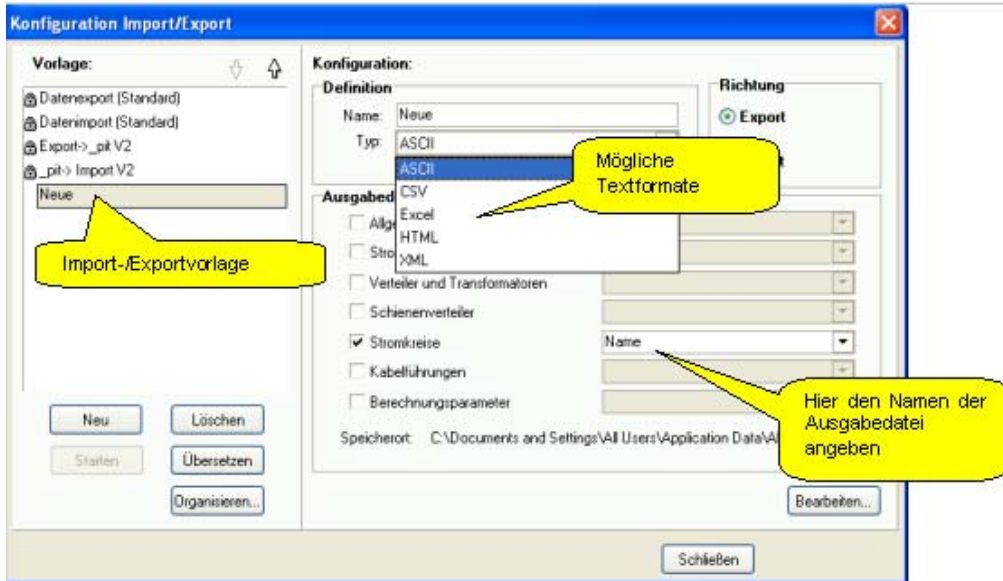 Konfiguration Import/Export
Vorlage:
Datenexport (Standard)
Datenimport (Standard)
Export->_pit V2
_pit-> Import V2
Neue
Import-/Exportvorlage
Neu
Löschen
Starten
Übersetzen
Organisieren...
Konfiguration:
Definition
Name: Neue
Typ: ASCII
ASCII
CSV
Excel
HTML
XML
Mögliche
Textformate
Richtung
Export
Ausgabed
Allge
Stro
Verteiler und Transformatoren
Schienenverteiler
Stromkreise Name
Kabelführungen
Berechnungsparameter
Speicherort: C:\Documents and Settings\All Users\Application Data\Al
Hier den Namen der
Ausgabedatei
angeben
Bearbeiten...
Schließen